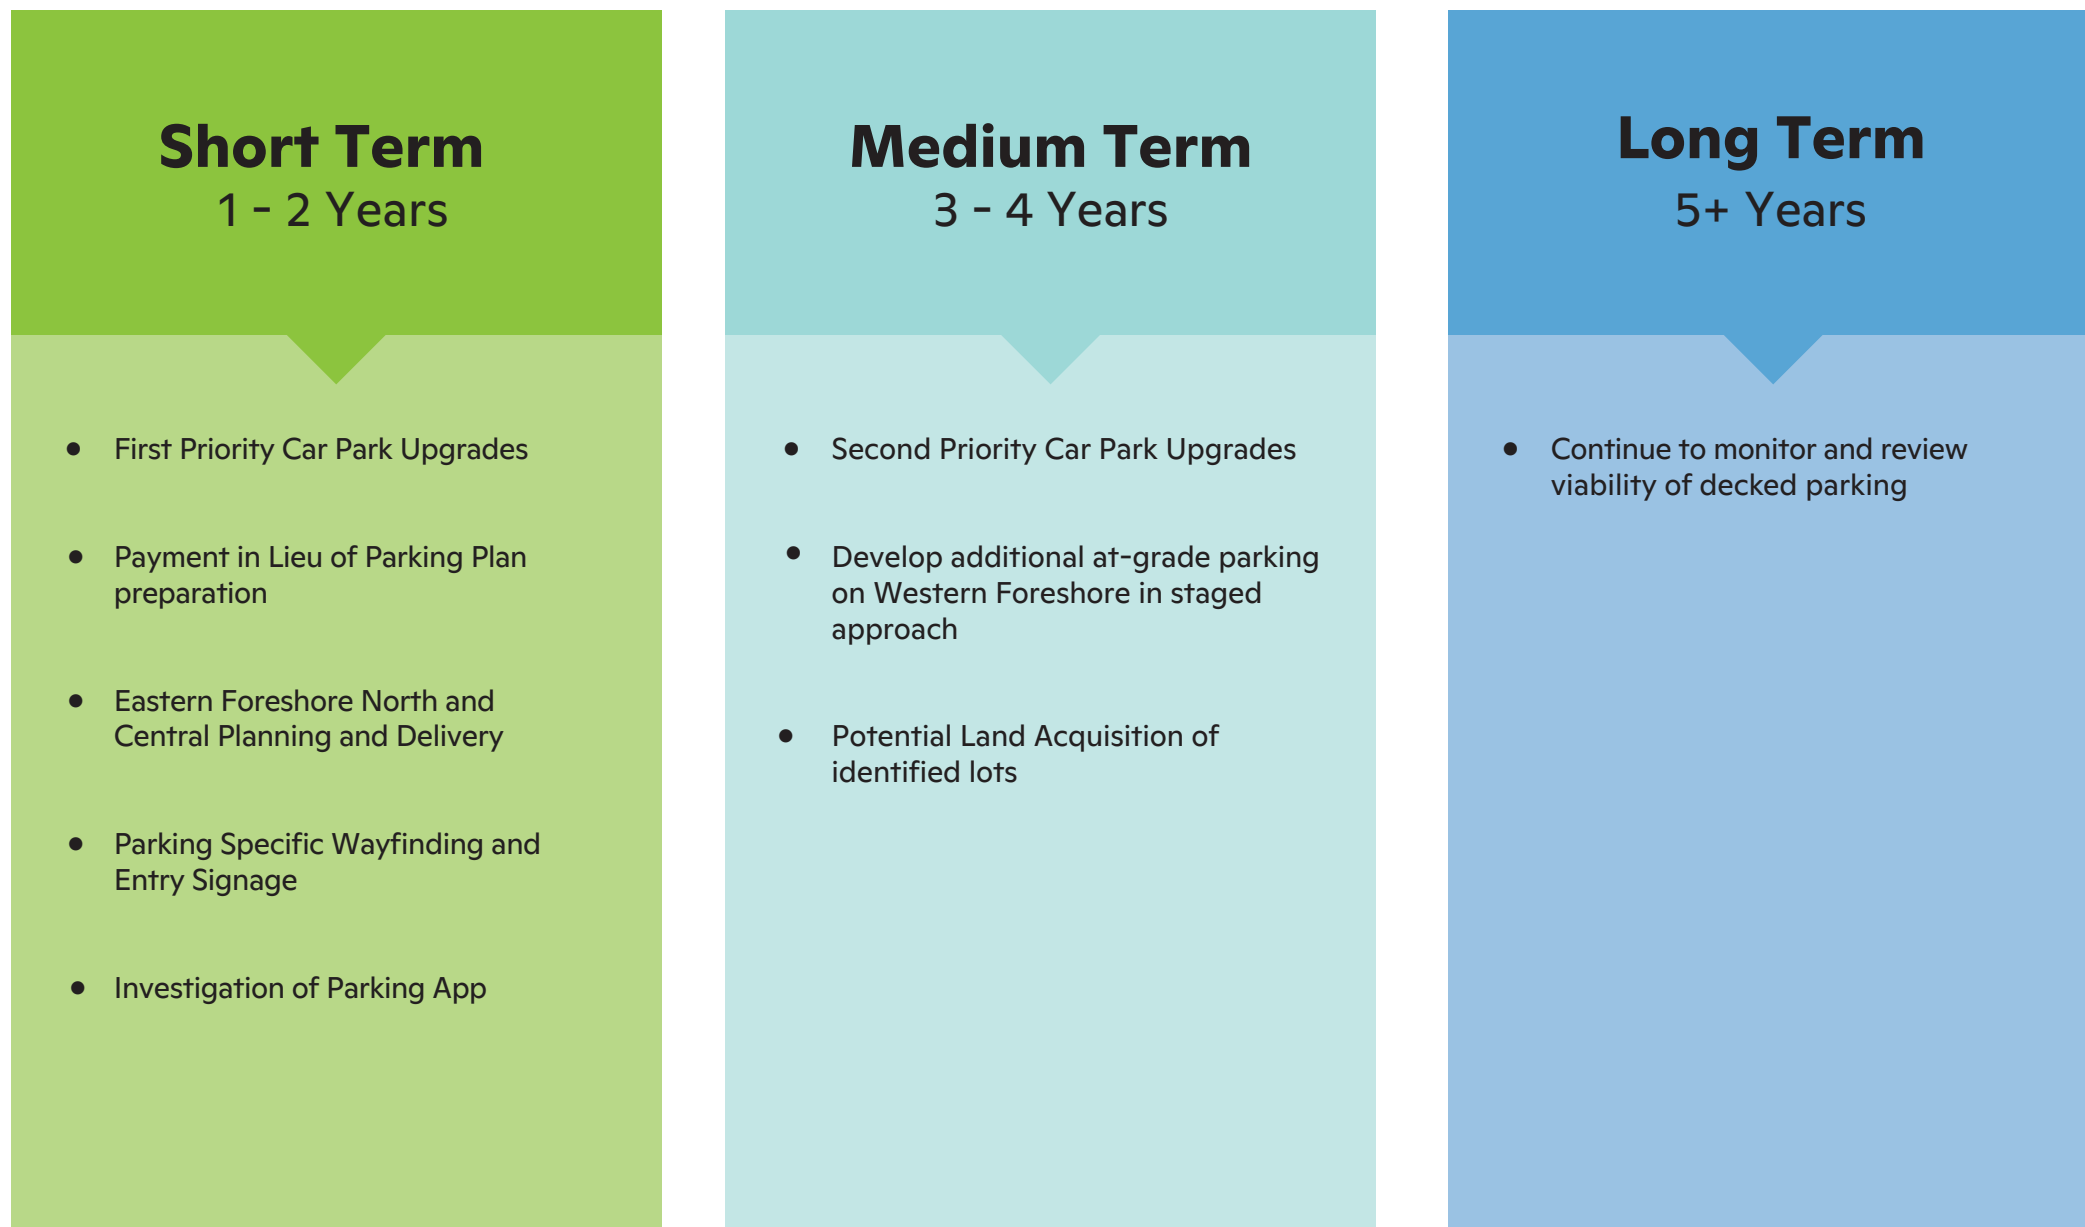 Short Term
1 - 2 Years
• First Priority Car Park Upgrades
• Payment in Lieu of Parking Plan
preparation
• Eastern Foreshore North and
Central Planning and Delivery
• Parking Specific Wayfinding and
Entry Signage
• Investigation of Parking App
Medium Term
3 - 4 Years
• Second Priority Car Park Upgrades
• Develop additional at-grade parking
on Western Foreshore in staged
approach
• Potential Land Acquisition of
identified lots
Long Term
5+ Years
• Continue to monitor and review
viability of decked parking